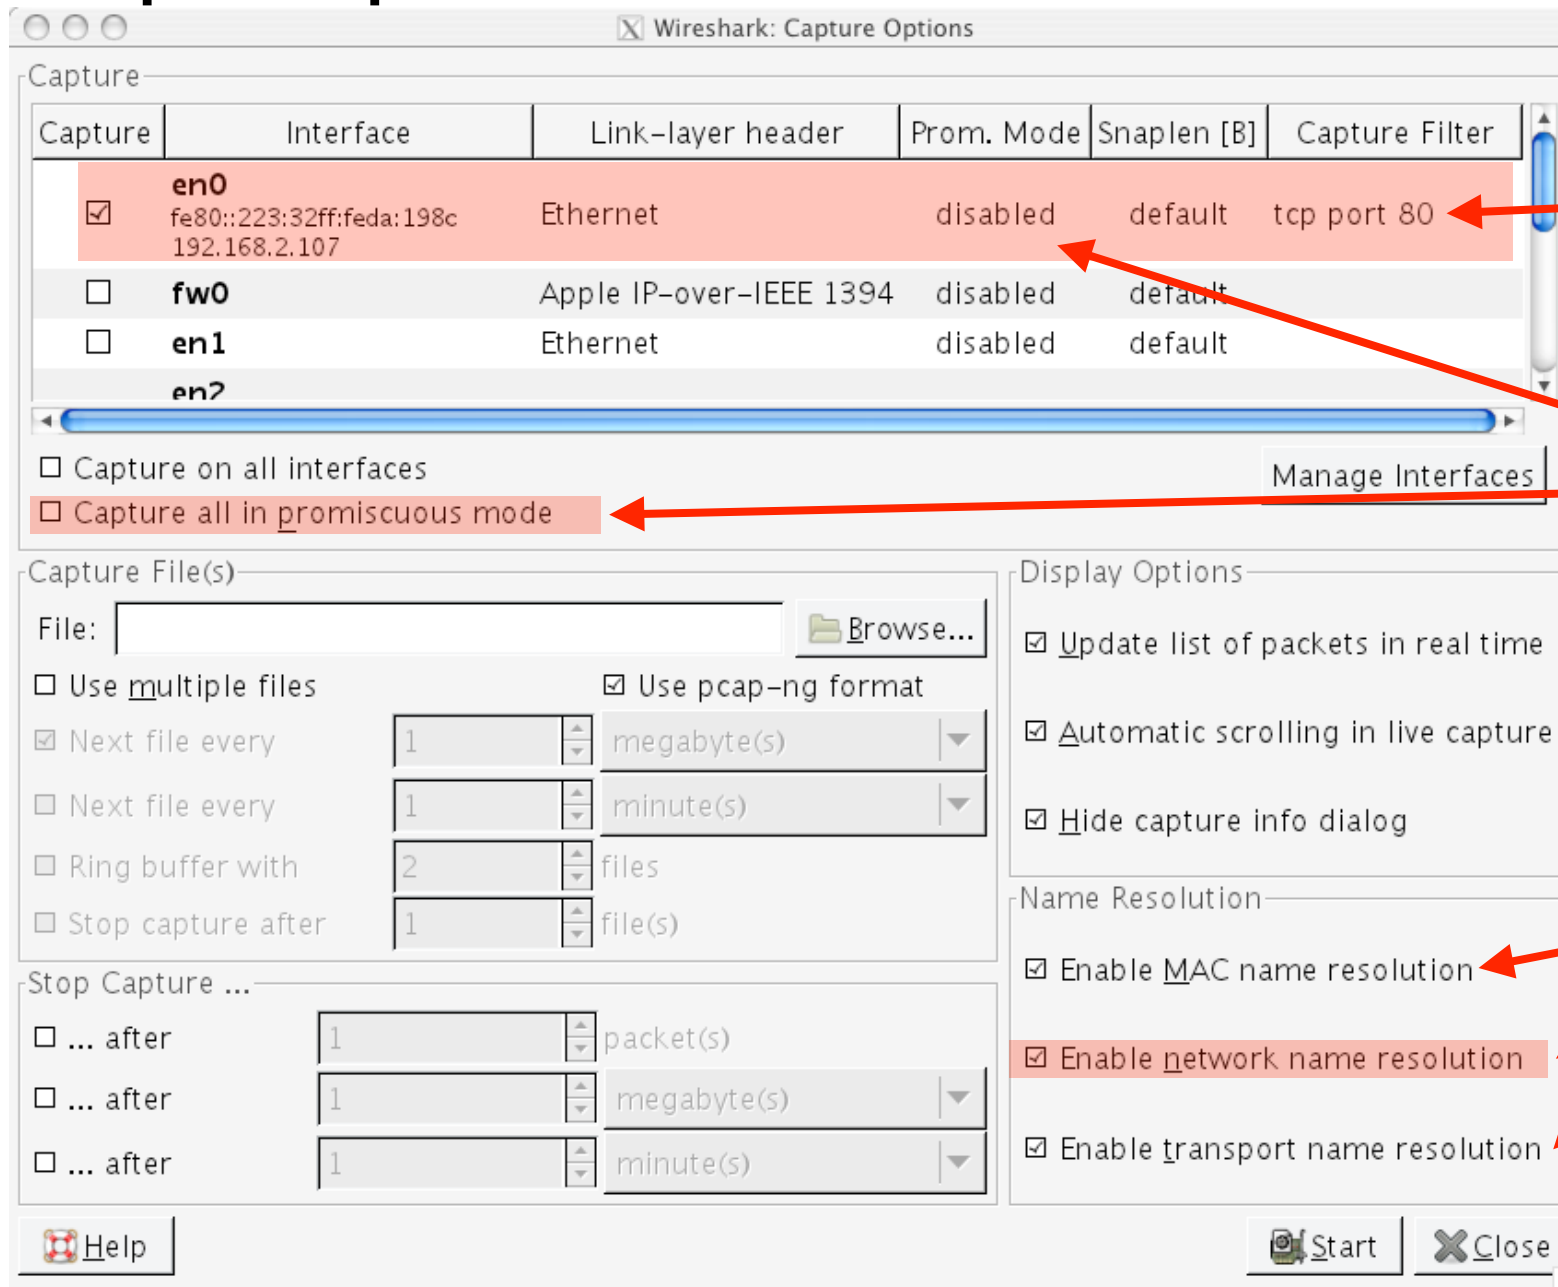 Wireshark: Capture Options
Capture
Capture Interface Link-layer header Prom. Mode Snaplen [B] Capture Filter
en0
fe80::223:32ff:feda:198c Ethernet disabled default tcp port 80
192.168.2.107
fw0 Apple IP-over-IEEE 1394 disabled default
en1 Ethernet disabled default
en2
Capture on all interfaces
Manage Interfaces
Capture all in promiscuous mode
Capture File(s)
File: Browse...
Use multiple files Use pcap-ng format
Next file every 1 megabyte(s)
Next file every 1 minute(s)
Ring buffer with 2 files
Stop capture after 1 file(s)
Stop Capture ...
... after 1 packet(s)
... after 1 megabyte(s)
... after 1 minute(s)
Display Options
Update list of packets in real time
Automatic scrolling in live capture
Hide capture info dialog
Name Resolution
Enable MAC name resolution
Enable network name resolution
Enable transport name resolution
Help Start Close